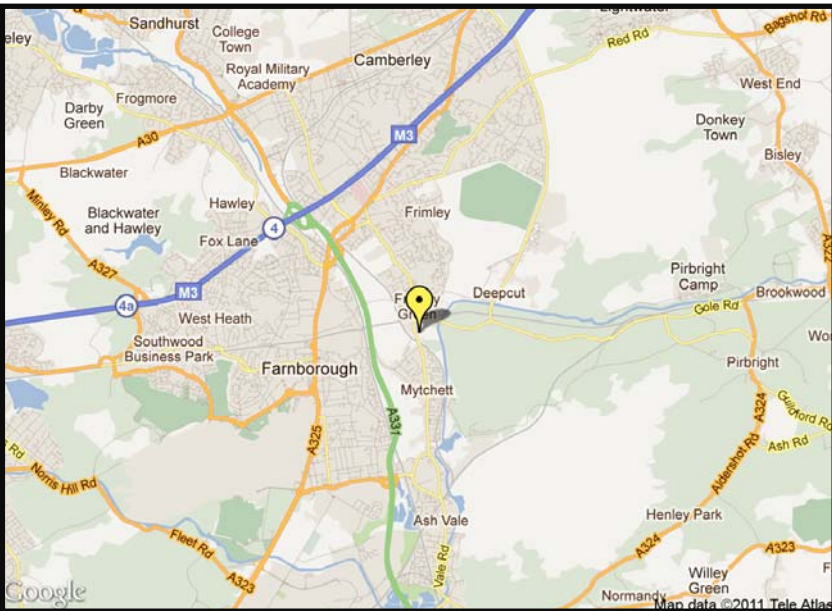 Sandhurst
College
Town
Lightwater
Bagshot Rd
eley
Royal Military
Academy
Camberley
Red Rd
West End
Darby
Green
Frogmore
M3
Donkey
Town
A30
Bisley
Blackwater
Minley Rd
Hawley
Frimley
Blackwater
and Hawley
4
Fox Lane
A322
A327
Pirbright
Camp
M3
4a
Deepcut
Brookwood
Green
Gole Rd
West Heath
Southwood
Business Park
Farnborough
Pirbright
Mytchett
A331
A324
Guildford Rd
A325
Ash Rd
Aldershot Rd
Norris Hill Rd
Ash Vale
Henley Park
Fleet Rd
A324
A323
Vale Rd
A323
Willey
Green
Normandy
Google
Map data ©2011 Tele Atlas